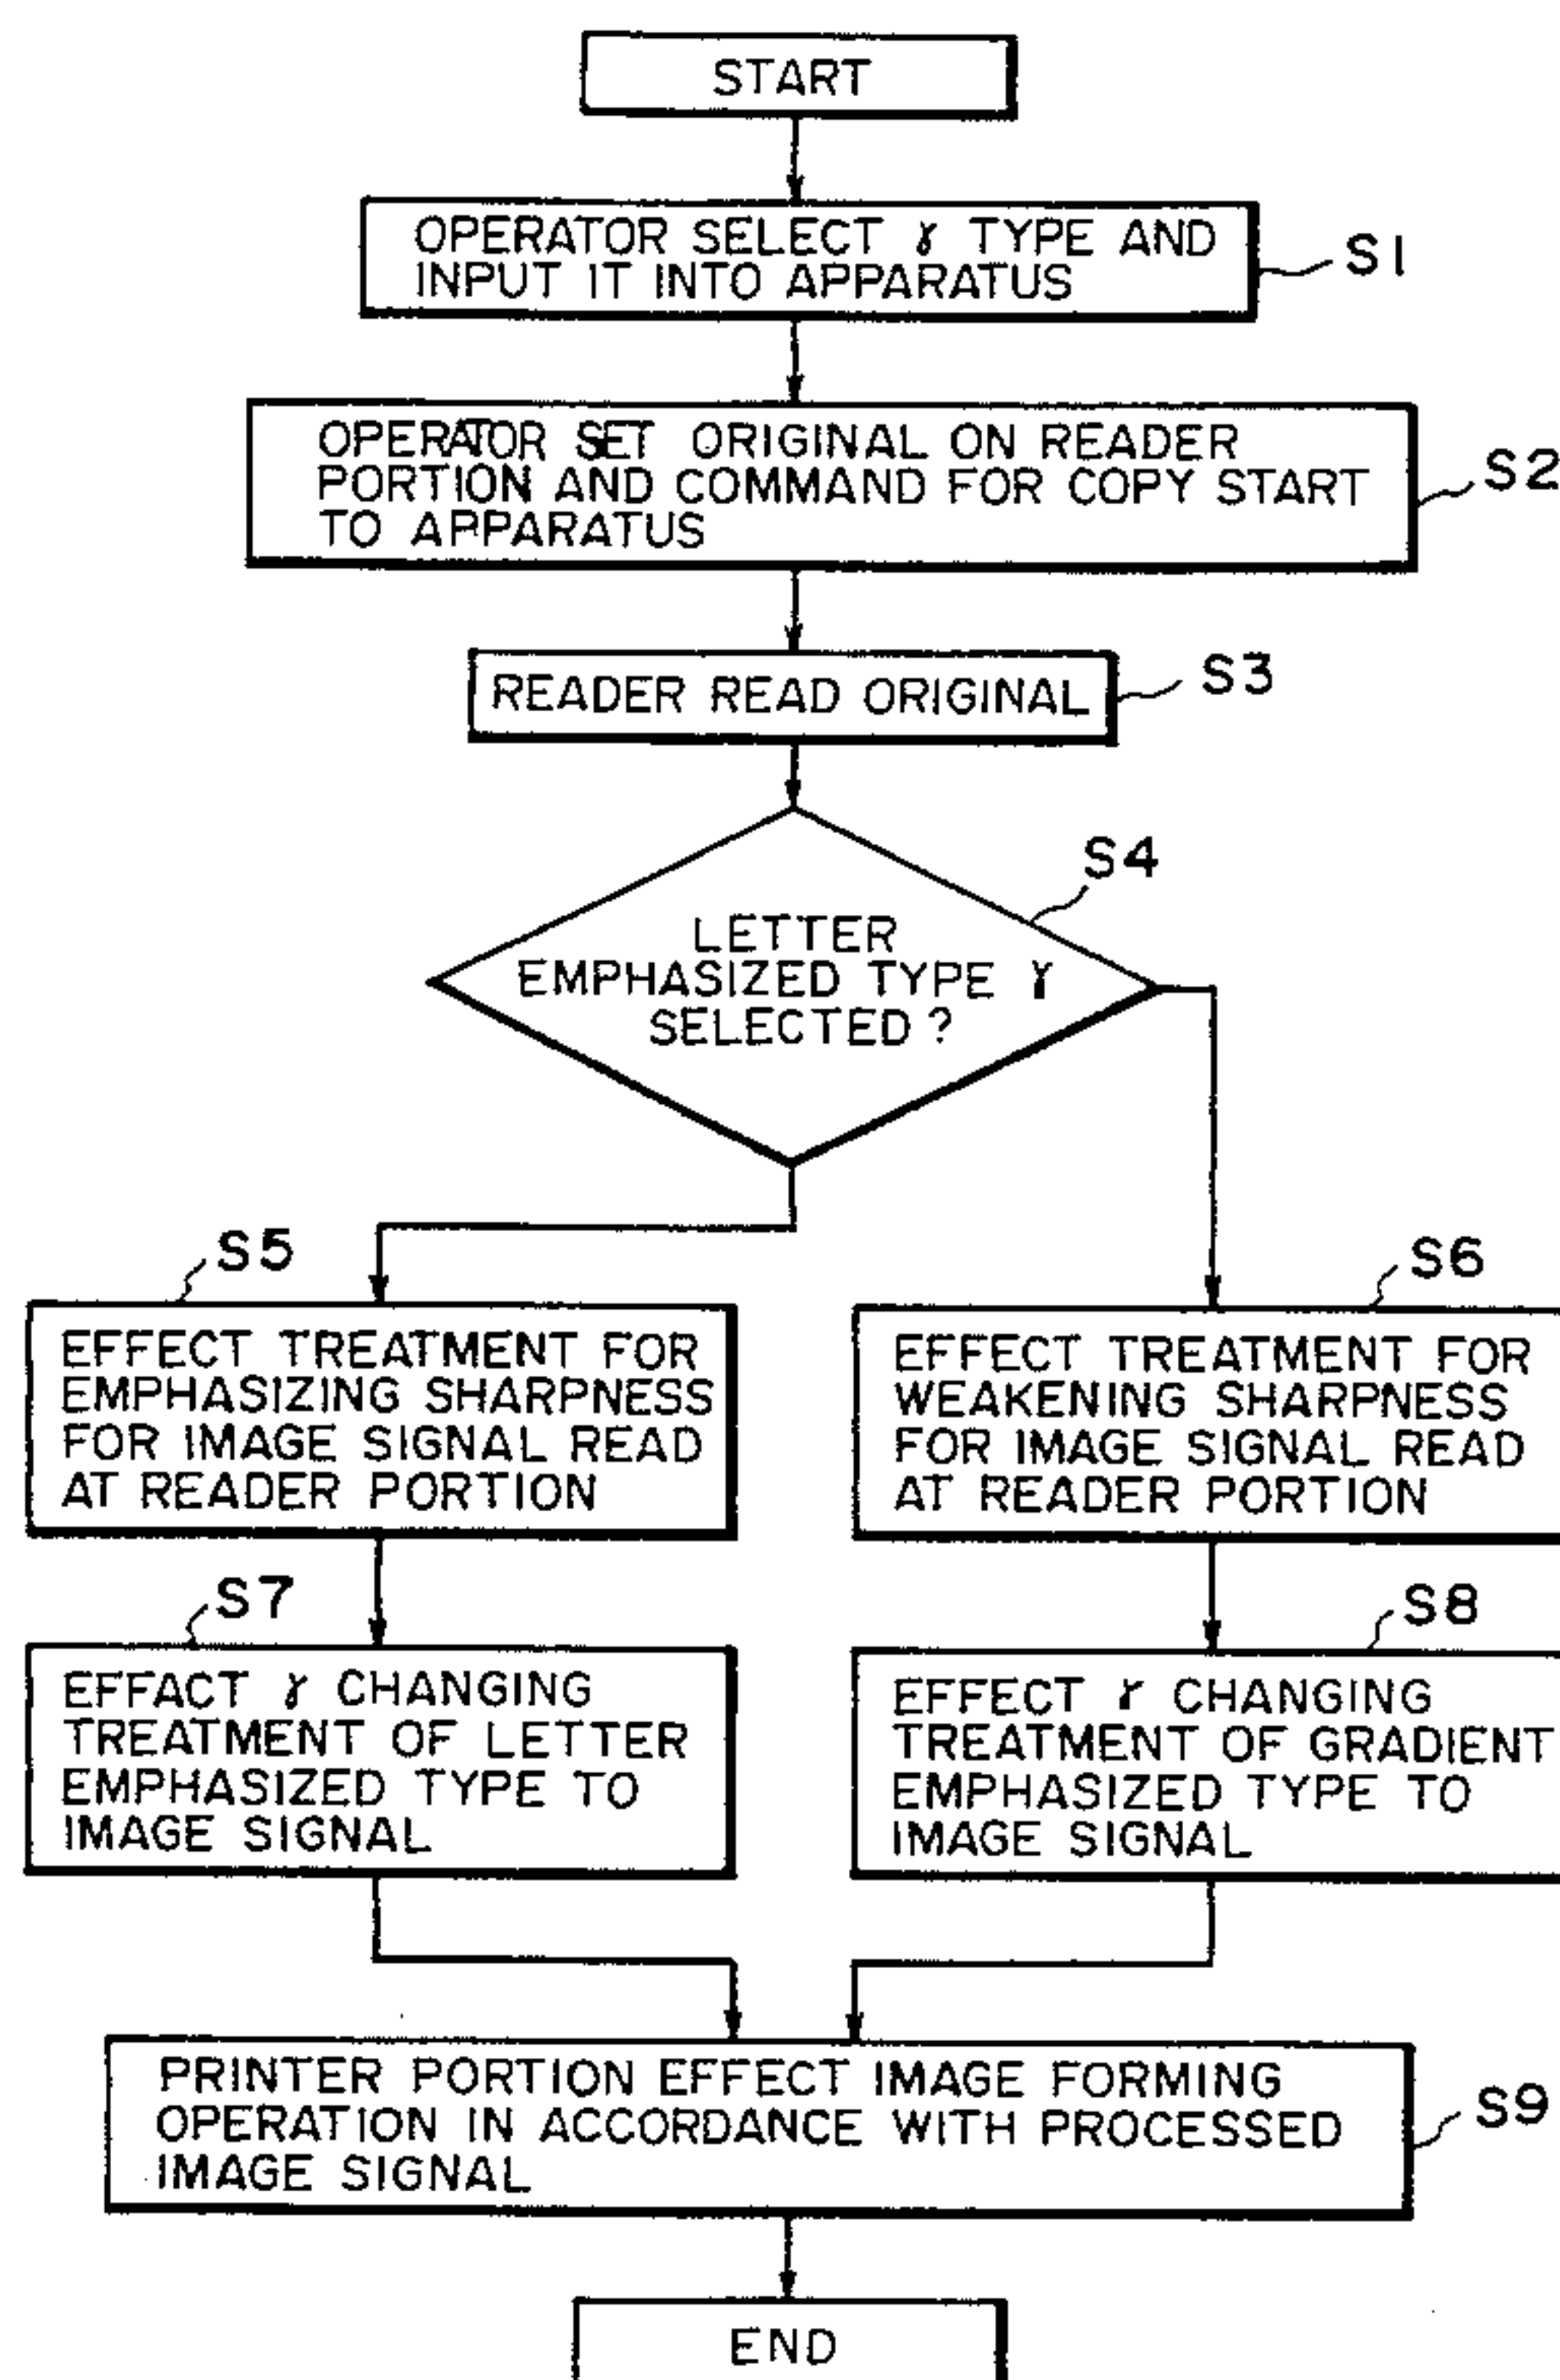 START
OPERATOR SELECT γ TYPE AND
INPUT IT INTO APPARATUS
S1
OPERATOR SET ORIGINAL ON READER
PORTION AND COMMAND FOR COPY START
TO APPARATUS
S2
READER READ ORIGINAL
S3
S4
LETTER
EMPHASIZED TYPE γ
SELECTED?
S5
EFFECT TREATMENT FOR
EMPHASIZING SHARPNESS
FOR IMAGE SIGNAL READ
AT READER PORTION
S6
EFFECT TREATMENT FOR
WEAKENING SHARPNESS
FOR IMAGE SIGNAL READ
AT READER PORTION
S7
EFFACT γ CHANGING
TREATMENT OF LETTER
EMPHASIZED TYPE TO
IMAGE SIGNAL
S8
EFFECT γ CHANGING
TREATMENT OF GRADIENT
EMPHASIZED TYPE TO
IMAGE SIGNAL
PRINTER PORTION EFFECT IMAGE FORMING
OPERATION IN ACCORDANCE WITH PROCESSED
IMAGE SIGNAL
S9
END